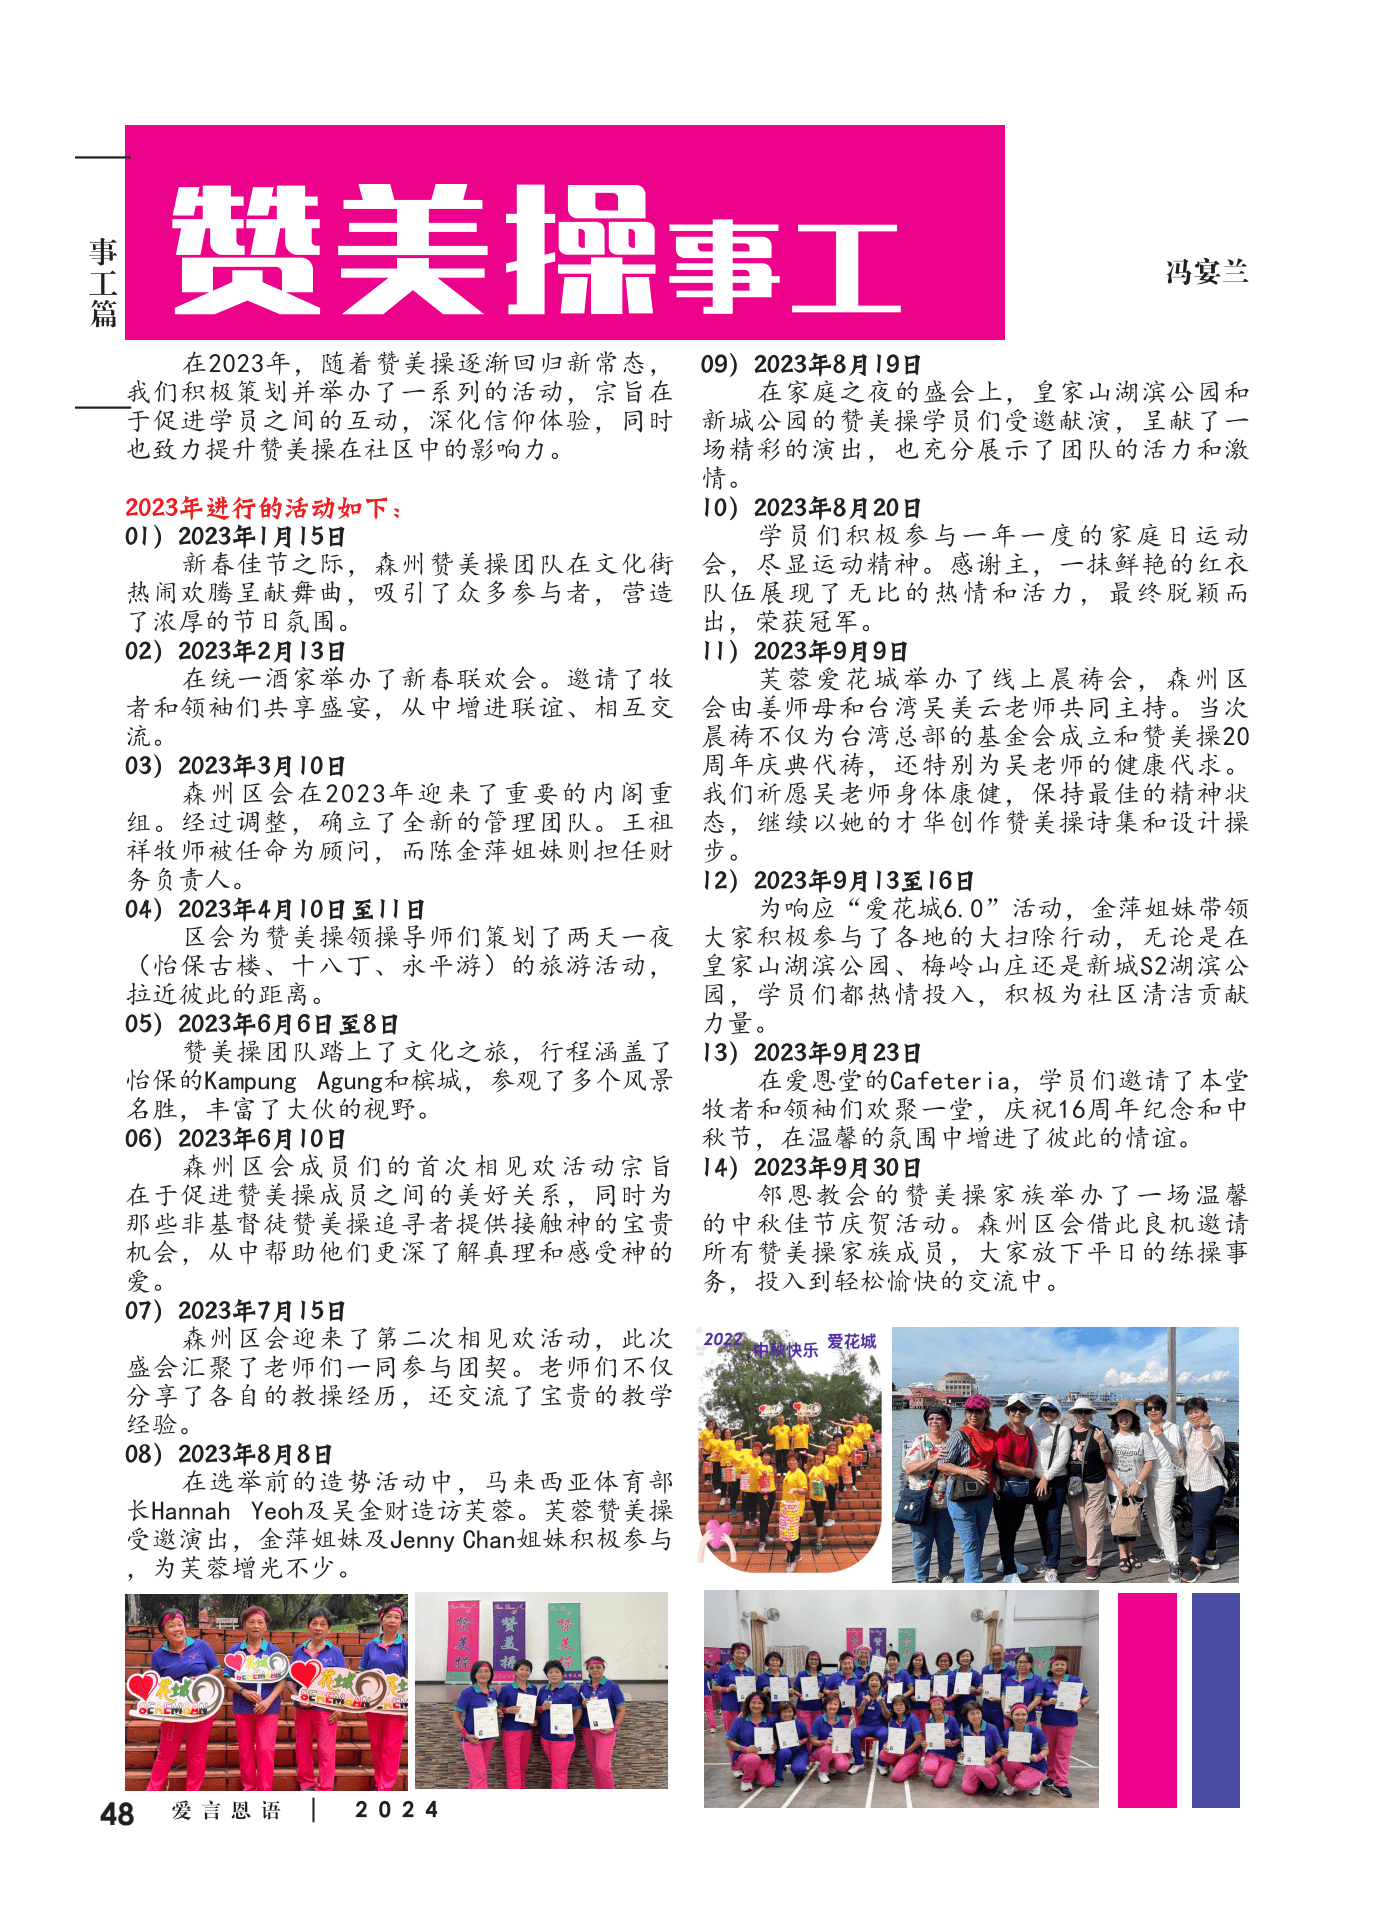 事工篇
赞美操事工
冯宴兰
在2023年，随着赞美操逐渐回归新常态，
我们积极策划并举办了一系列的活动，宗旨在
于促进学员之间的互动，深化信仰体验，同时
也致力提升赞美操在社区中的影响力。
2023年进行的活动如下：
01）2023年1月15日
新春佳节之际，森州赞美操团队在文化街
热闹欢腾呈献舞曲，吸引了众多参与者，营造
了浓厚的节日氛围。
02）2023年2月13日
在统一酒家举办了新春联欢会。邀请了牧
者和领袖们共享盛宴，从中增进联谊、相互交
流。
03）2023年3月10日
森州区会在2023年迎来了重要的内阁重
组。经过调整，确立了全新的管理团队。王祖
祥牧师被任命为顾问，而陈金萍姐妹则担任财
务负责人。
04）2023年4月10日至11日
区会为赞美操领操导师们策划了两天一夜
（怡保古楼、十八丁、永平游）的旅游活动，
拉近彼此的距离。
05）2023年6月6日至8日
赞美操团队踏上了文化之旅，行程涵盖了
怡保的Kampung Agung和槟城，参观了多个风景
名胜，丰富了大伙的视野。
06）2023年6月10日
森州区会成员们的首次相见欢活动宗旨
在于促进赞美操成员之间的美好关系，同时为
那些非基督徒赞美操追寻者提供接触神的宝贵
机会，从中帮助他们更深了解真理和感受神的
爱。
07）2023年7月15日
森州区会迎来了第二次相见欢活动，此次
盛会汇聚了老师们一同参与团契。老师们不仅
分享了各自的教操经历，还交流了宝贵的教学
经验。
08）2023年8月8日
在选举前的造势活动中，马来西亚体育部
长Hannah Yeoh及吴金财造访芙蓉。芙蓉赞美操
受邀演出，金萍姐妹及Jenny Chan姐妹积极参与
，为芙蓉增光不少。
09）2023年8月19日
在家庭之夜的盛会上，皇家山湖滨公园和
新城公园的赞美操学员们受邀献演，呈献了一
场精彩的演出，也充分展示了团队的活力和激
情。
10）2023年8月20日
学员们积极参与一年一度的家庭日运动
会，尽显运动精神。感谢主，一抹鲜艳的红衣
队伍展现了无比的热情和活力，最终脱颖而
出，荣获冠军。
11）2023年9月9日
芙蓉爱花城举办了线上晨祷会，森州区
会由姜师母和台湾吴美云老师共同主持。当次
晨祷不仅为台湾总部的基金会成立和赞美操20
周年庆典代祷，还特别为吴老师的健康代求。
我们祈愿吴老师身体康健，保持最佳的精神状
态，继续以她的才华创作赞美操诗集和设计操
步。
12）2023年9月13至16日
为响应“爱花城6.0”活动，金萍姐妹带领
大家积极参与了各地的大扫除行动，无论是在
皇家山湖滨公园、梅岭山庄还是新城S2湖滨公
园，学员们都热情投入，积极为社区清洁贡献
力量。
13）2023年9月23日
在爱恩堂的Cafeteria，学员们邀请了本堂
牧者和领袖们欢聚一堂，庆祝16周年纪念和中
秋节，在温馨的氛围中增进了彼此的情谊。
14）2023年9月30日
邻恩教会的赞美操家族举办了一场温馨
的中秋佳节庆贺活动。森州区会借此良机邀请
所有赞美操家族成员，大家放下平日的练操事
务，投入到轻松愉快的交流中。
2022 中秋快乐 爱花城
花城
SEREMBAN
花城
SEREMBAN
赞美操
赞美操
赞美操
48 爱言恩语 | 2024